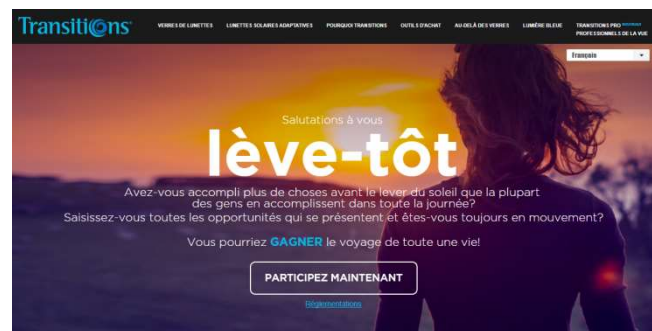 Transitions
VERRES DE LUNETTES LUNETTES SOLAIRES ADAPTATIVES POURQUOI TRANSITIONS OUTILS D'ACHAT AU-DELÀ DES VERRES LUMIÈRE BLEUE TRANSITIONS PRO
PROFESSIONNELS DE LA VUE
Français
Salutations à vous
lève-tôt
Avez-vous accompli plus de choses avant le lever du soleil que la plupart
des gens en accomplissent dans toute la journée?
Saisissez-vous toutes les opportunités qui se présentent et êtes-vous toujours en mouvement?
Vous pourriez GAGNER le voyage de toute une vie!
PARTICIPEZ MAINTENANT
Réglementations